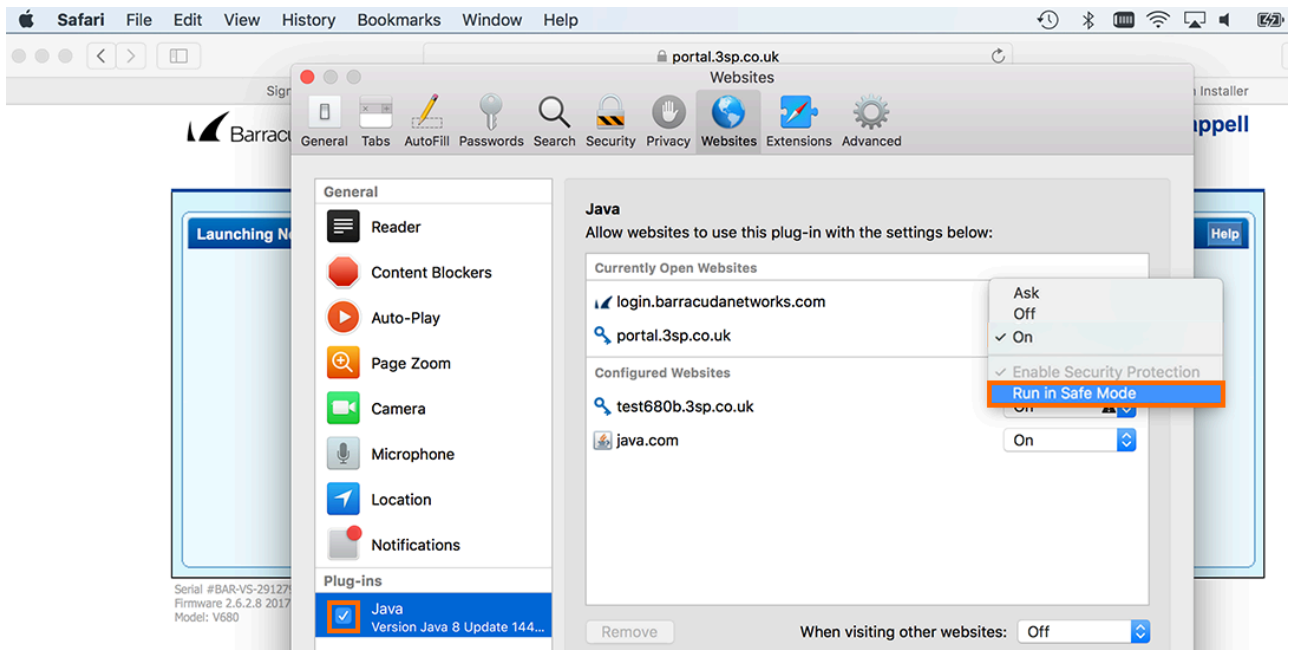 Safari File Edit View History Bookmarks Window Help
portal.3sp.co.uk
Websites
Installer
General Tabs AutoFill Passwords Search Security Privacy Websites Extensions Advanced
General
Reader
Content Blockers
Auto-Play
Page Zoom
Camera
Microphone
Location
Notifications
Plug-ins
Java
Version Java 8 Update 144...
Launching
Serial #BAR-VS-29127
Firmware 2.6.2.8 2017
Model: V680
Java
Allow websites to use this plug-in with the settings below:
Currently Open Websites
login.barracudanetworks.com
portal.3sp.co.uk
Configured Websites
test680b.3sp.co.uk
On
java.com
On
Ask
Off
On
Enable Security Protection
Run in Safe Mode
Remove
When visiting other websites: Off
Help